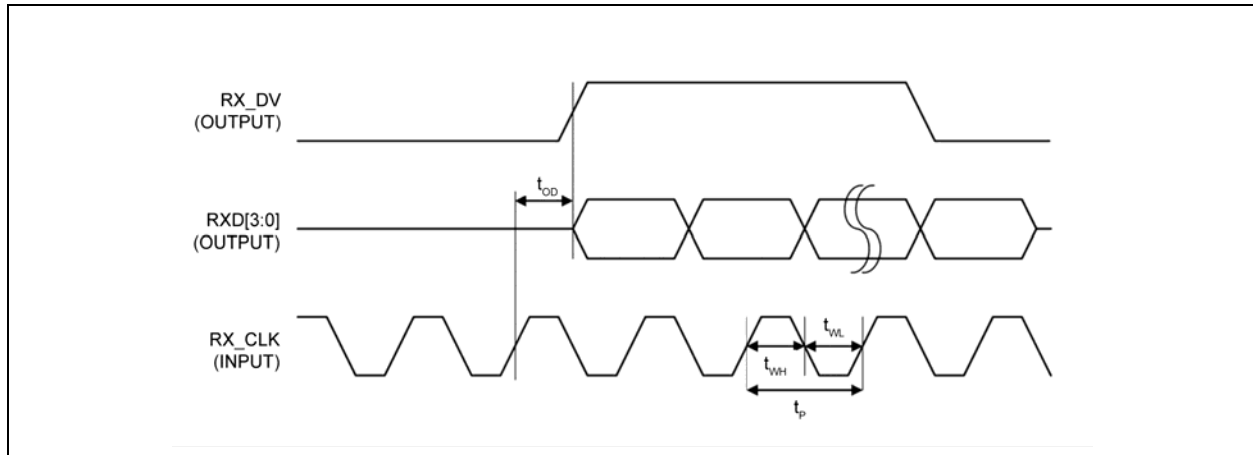 RX_DV
(OUTPUT)
tOD
RXD[3:0]
(OUTPUT)
RX_CLK
(INPUT)
tWL
tWH
tP